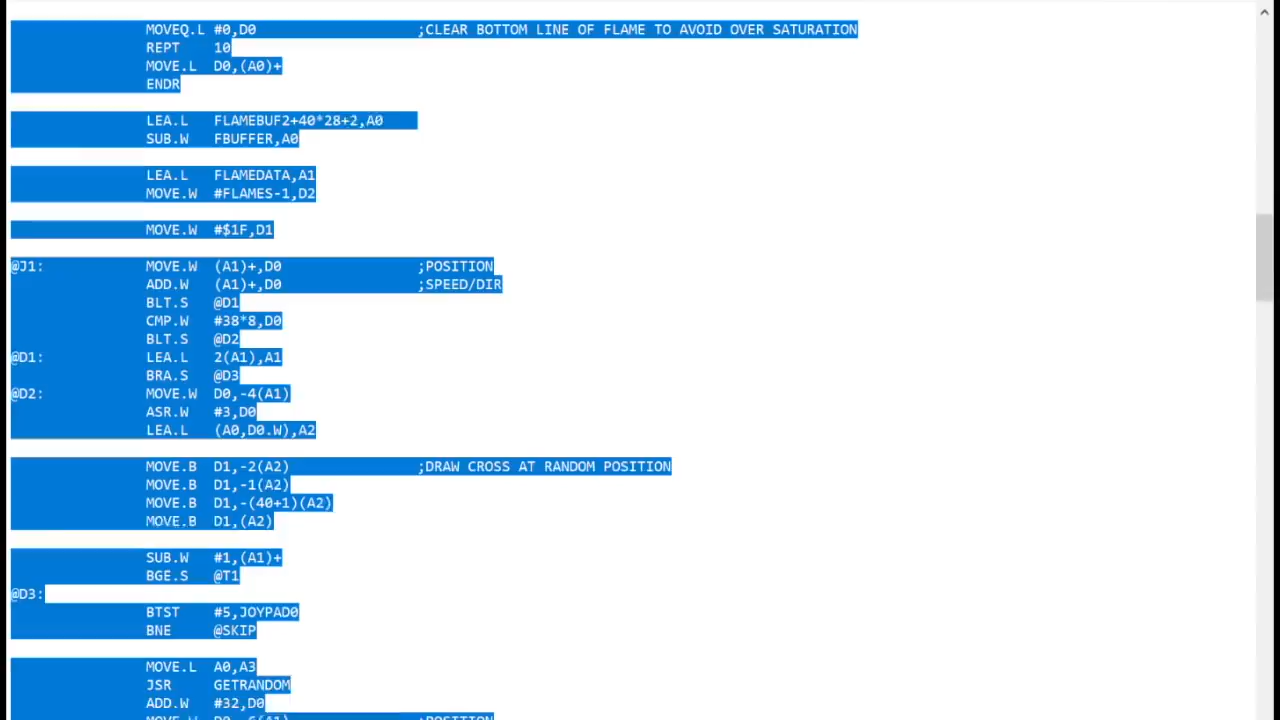 MOVEQ.L #0,D0 ;CLEAR BOTTOM LINE OF FLAME TO AVOID OVER SATURATION
REPT 10
MOVE.L D0,(A0)+
ENDR
LEA.L FLAMEBUF2+40*28+2,A0
SUB.W FBUFFER,A0
LEA.L FLAMEDATA,A1
MOVE.W #FLAMES-1,D2
MOVE.W #$1F,D1
@J1: MOVE.W (A1)+,D0 ;POSITION
ADD.W (A1)+,D0 ;SPEED/DIR
BLT.S @D1
CMP.W #38*8,D0
BLT.S @D2
@D1: LEA.L 2(A1),A1
BRA.S @D3
@D2: MOVE.W D0,-4(A1)
ASR.W #3,D0
LEA.L (A0,D0.W),A2
MOVE.B D1,-2(A2) ;DRAW CROSS AT RANDOM POSITION
MOVE.B D1,-1(A2)
MOVE.B D1,-(40+1)(A2)
MOVE.B D1,(A2)
SUB.W #1,(A1)+
BGE.S @T1
@D3:
BTST #5,JOYPAD0
BNE @SKIP
MOVE.L A0,A3
JSR GETRANDOM
ADD.W #32,D0
MOVE.W D0,-6(A1) ;POSITION